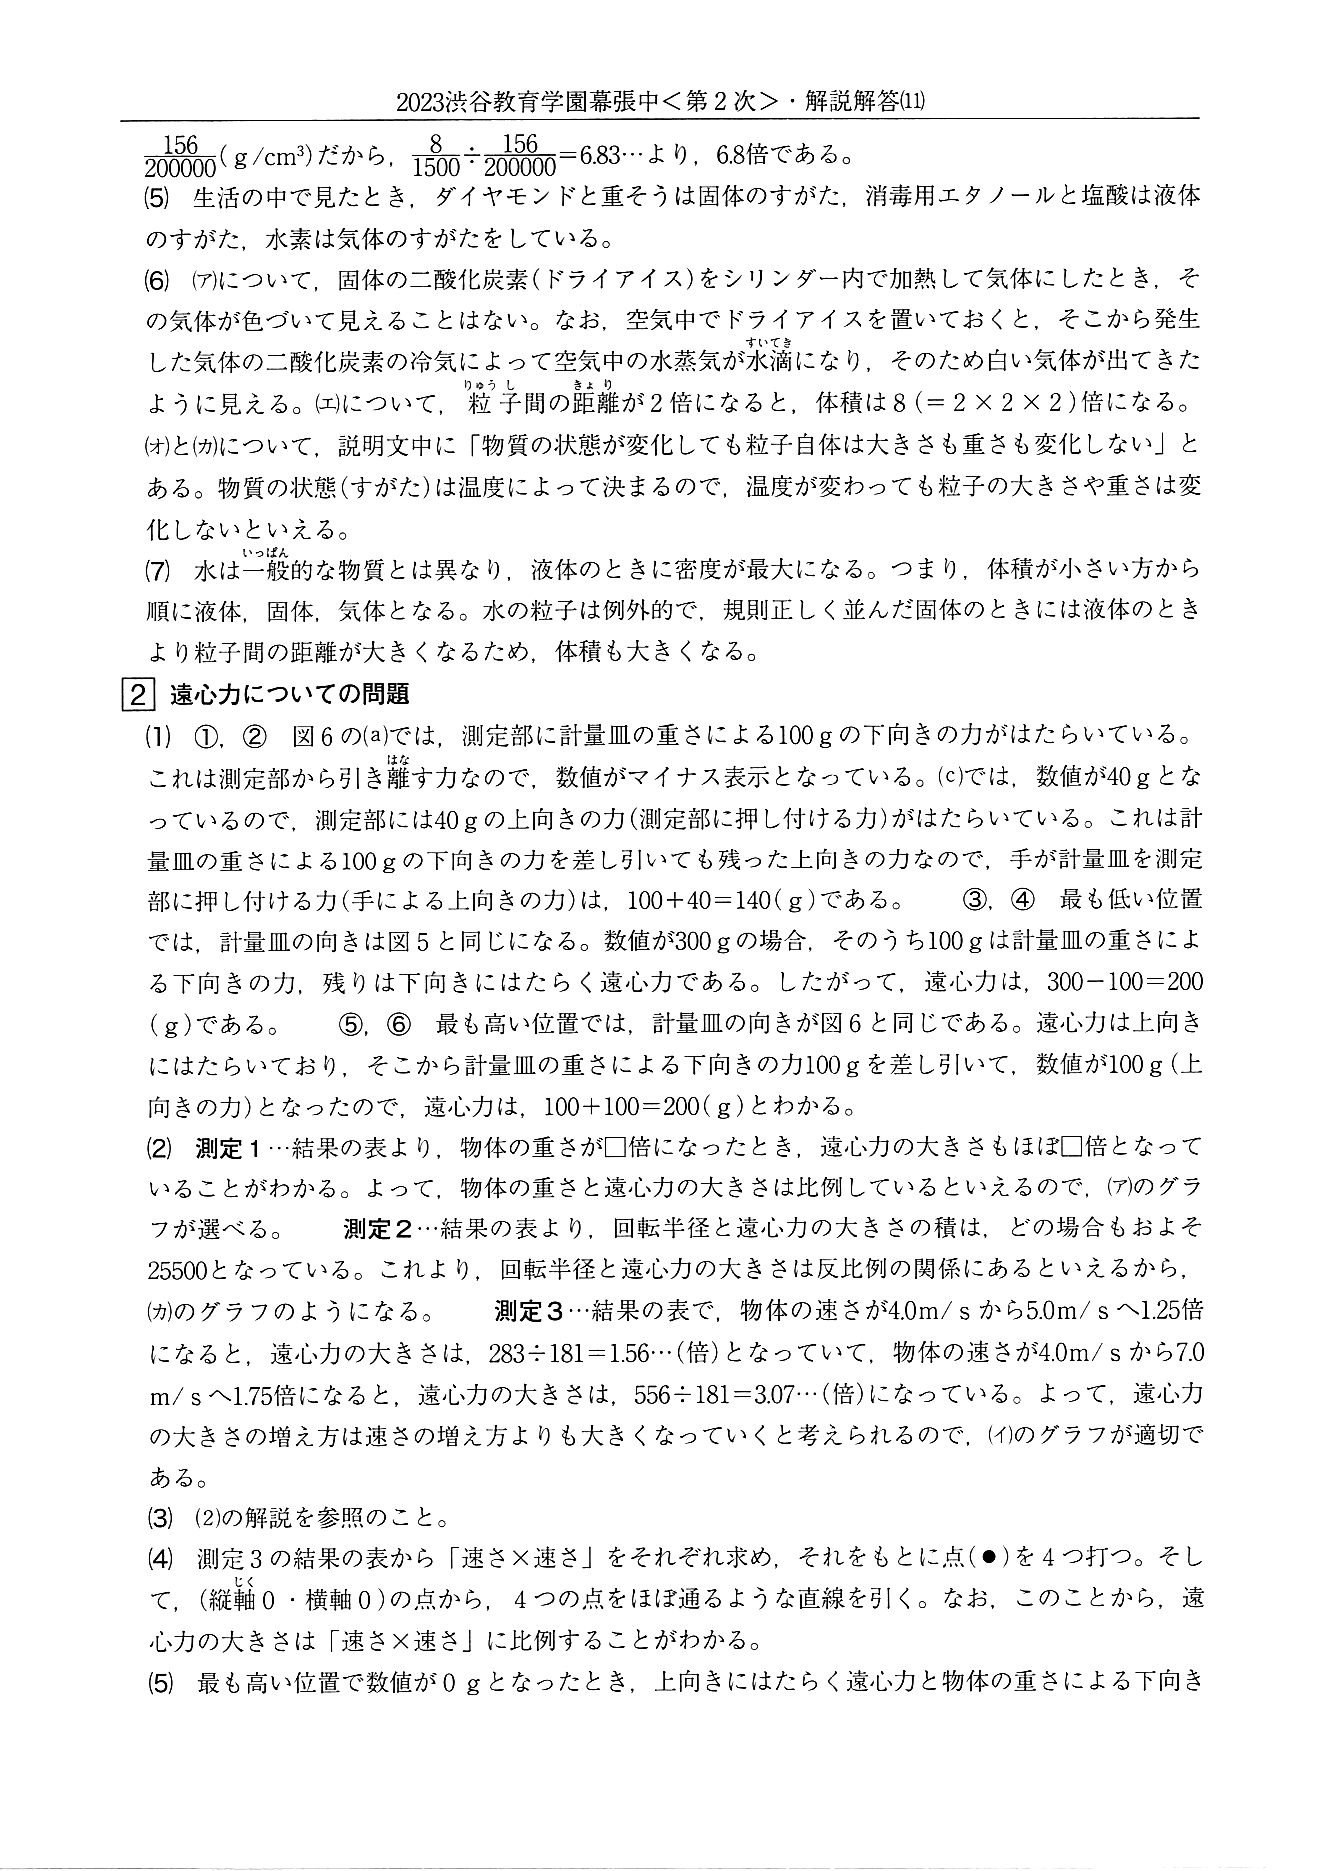 2023渋谷教育学園幕張中＜第２次＞・解説解答⑾
156/200000(ｇ/cm³)だから，8/1500÷156/200000=6.83…より，6.8倍である。
⑸　生活の中で見たとき，ダイヤモンドと重そうは固体のすがた，消毒用エタノールと塩酸は液体
のすがた，水素は気体のすがたをしている。
⑹　㋐について，固体の二酸化炭素(ドライアイス)をシリンダー内で加熱して気体にしたとき，そ
の気体が色づいて見えることはない。なお，空気中でドライアイスを置いておくと，そこから発生
すいてき
した気体の二酸化炭素の冷気によって空気中の水蒸気が水滴になり，そのため白い気体が出てきた
りゅうし　きょり
ように見える。㋓について，粒子間の距離が２倍になると，体積は８(＝２×２×２)倍になる。
㋔と㋕について，説明文中に「物質の状態が変化しても粒子自体は大きさも重さも変化しない」と
ある。物質の状態(すがた)は温度によって決まるので，温度が変わっても粒子の大きさや重さは変
化しないといえる。
いっぱん
⑺　水は一般的な物質とは異なり，液体のときに密度が最大になる。つまり，体積が小さい方から
順に液体，固体，気体となる。水の粒子は例外的で，規則正しく並んだ固体のときには液体のとき
より粒子間の距離が大きくなるため，体積も大きくなる。
2　遠心力についての問題
⑴　①，②　図６の(a)では，測定部に計量皿の重さによる100ｇの下向きの力がはたらいている。
はな
これは測定部から引き離す力なので，数値がマイナス表示となっている。(c)では，数値が40ｇとな
っているので，測定部には40ｇの上向きの力(測定部に押し付ける力)がはたらいている。これは計
量皿の重さによる100ｇの下向きの力を差し引いても残った上向きの力なので，手が計量皿を測定
部に押し付ける力(手による上向きの力)は，100＋40＝140(ｇ)である。　③，④　最も低い位置
では，計量皿の向きは図５と同じになる。数値が300ｇの場合，そのうち100ｇは計量皿の重さによ
る下向きの力，残りは下向きにはたらく遠心力である。したがって，遠心力は，300－100＝200
(ｇ)である。　⑤，⑥　最も高い位置では，計量皿の向きが図６と同じである。遠心力は上向き
にはたらいており，そこから計量皿の重さによる下向きの力100ｇを差し引いて，数値が100ｇ(上
向きの力)となったので，遠心力は，100＋100＝200(ｇ)とわかる。
⑵　測定１…結果の表より，物体の重さが□倍になったとき，遠心力の大きさもほぼ□倍となって
いることがわかる。よって，物体の重さと遠心力の大きさは比例しているといえるので，㋐のグラ
フが選べる。　測定２…結果の表より，回転半径と遠心力の大きさの積は，どの場合もおよそ
25500となっている。これより，回転半径と遠心力の大きさは反比例の関係にあるといえるから，
㋕のグラフのようになる。　測定３…結果の表で，物体の速さが4.0m/ｓから5.0m/ｓへ1.25倍
になると，遠心力の大きさは，283÷181＝1.56…(倍)となっていて，物体の速さが4.0m/ｓから7.0
m/ｓへ1.75倍になると，遠心力の大きさは，556÷181＝3.07…(倍)になっている。よって，遠心力
の大きさの増え方は速さの増え方よりも大きくなっていくと考えられるので，㋑のグラフが適切で
ある。
⑶　⑵の解説を参照のこと。
⑷　測定３の結果の表から「速さ×速さ」をそれぞれ求め，それをもとに点(●)を４つ打つ。そし
じく
て，(縦軸０・横軸０)の点から，４つの点をほぼ通るような直線を引く。なお，このことから，遠
心力の大きさは「速さ×速さ」に比例することがわかる。
⑸　最も高い位置で数値が０ｇとなったとき，上向きにはたらく遠心力と物体の重さによる下向き